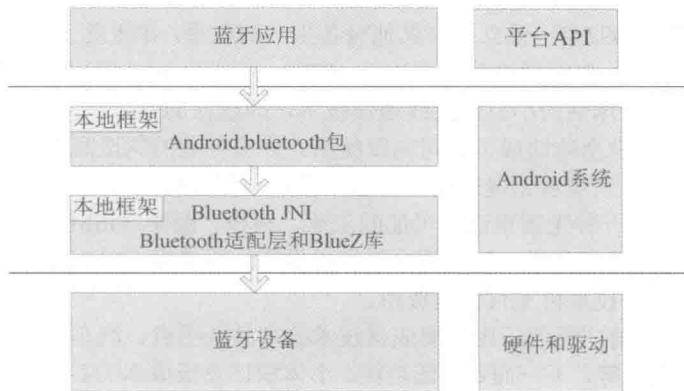 蓝牙应用
平台API
本地框架
Android.bluetooth包
本地框架
Bluetooth JNI
Bluetooth适配层和BlueZ库
Android系统
蓝牙设备
硬件和驱动